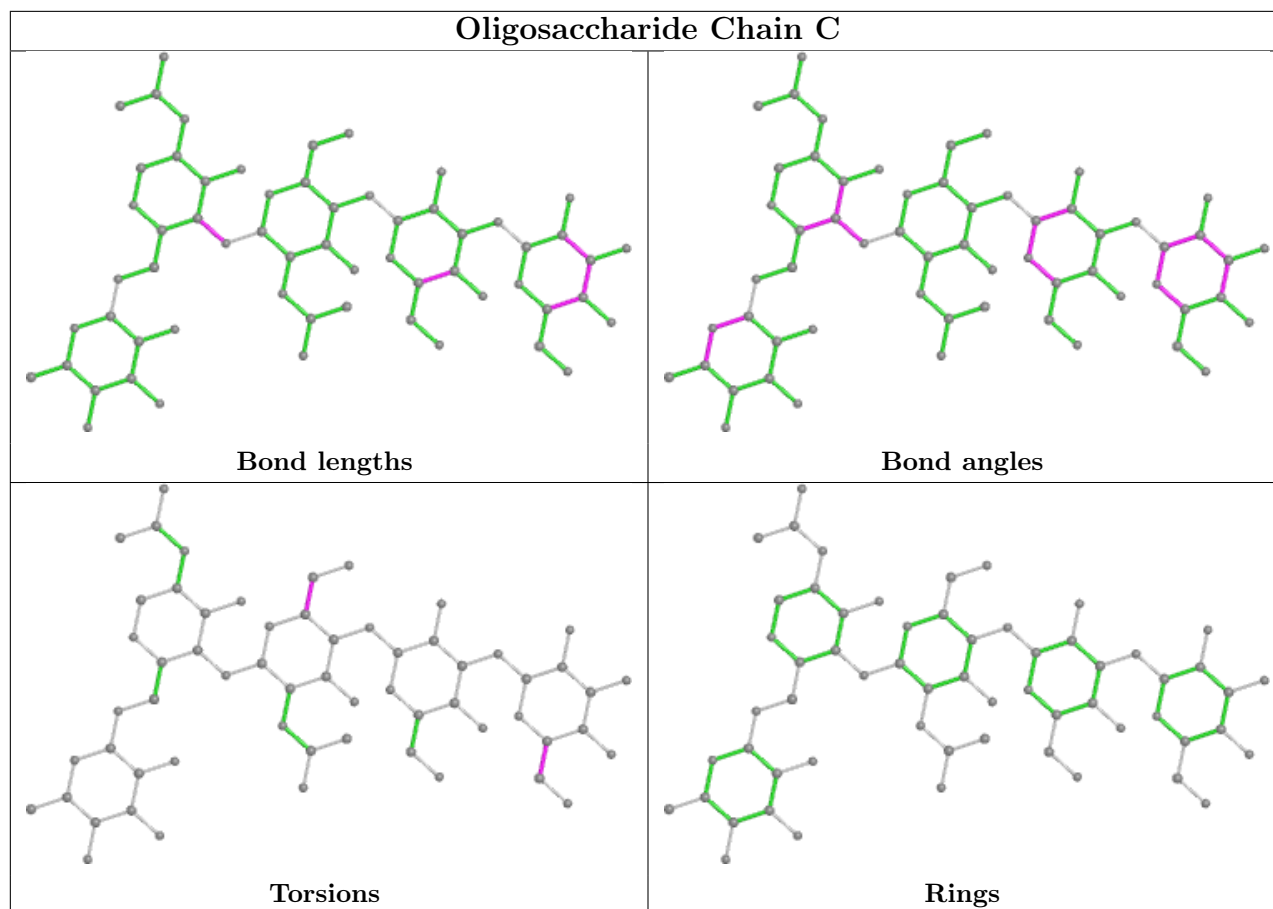 Oligosaccharide Chain C
Bond lengths
Bond angles
Torsions
Rings